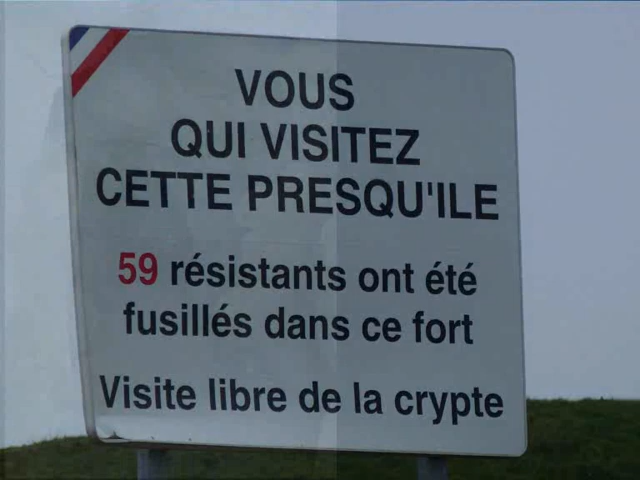 VOUS
QUI VISITEZ
CETTE PRESQU'ILE
59 résistants ont été
fusillés dans ce fort
Visite libre de la crypte